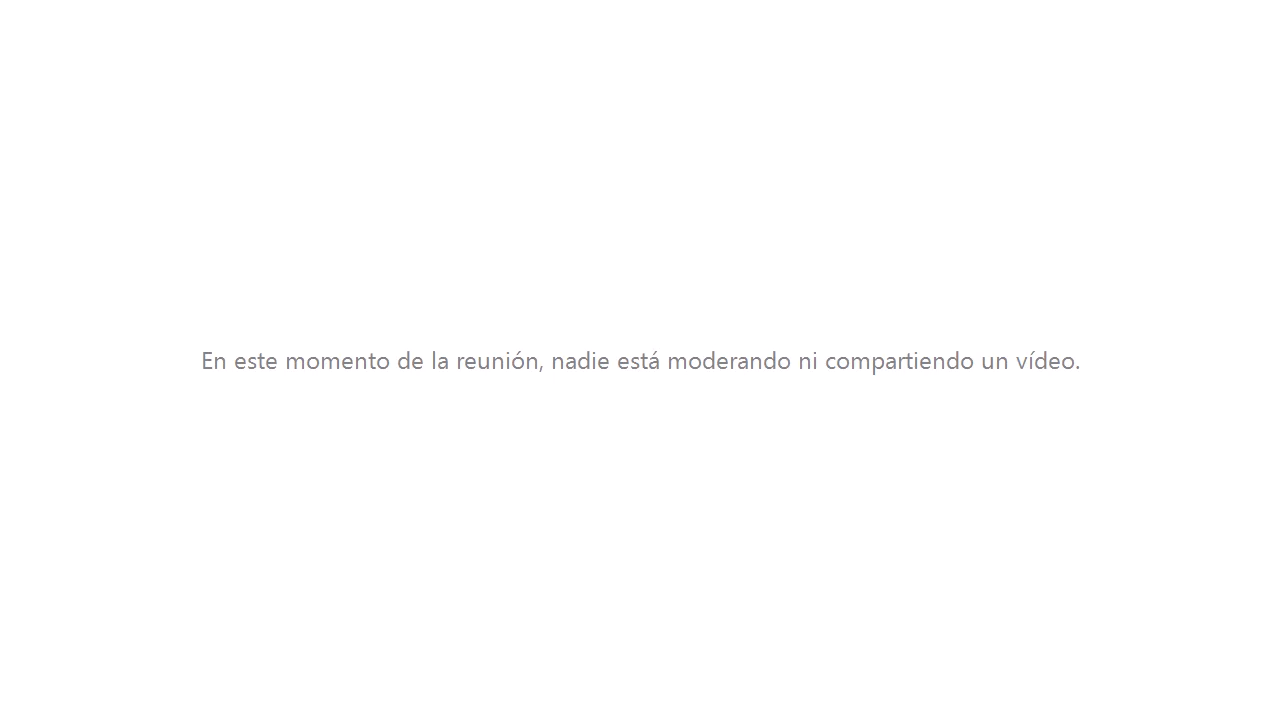 En este momento de la reunión, nadie está moderando ni compartiendo un vídeo.